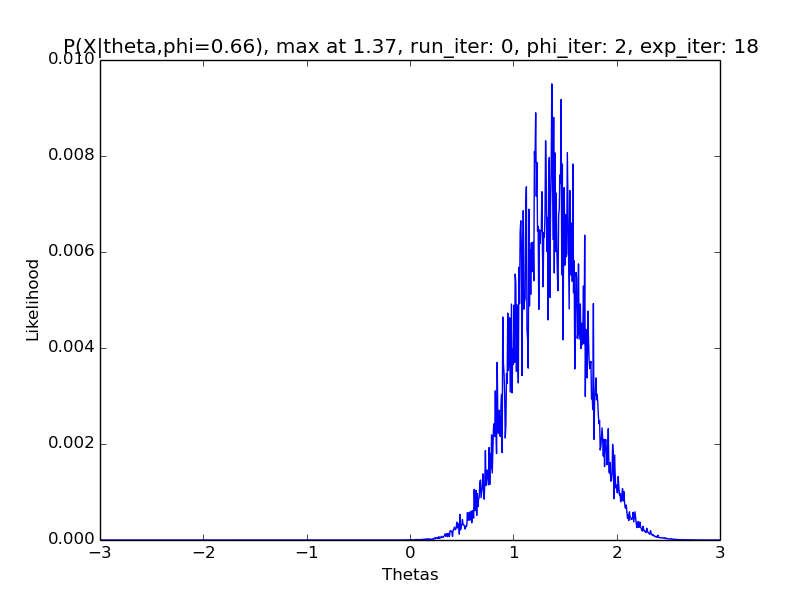 P(X|theta,phi=0.66), max at 1.37, run_iter: 0, phi_iter: 2, exp_iter: 18
0.010
0.008
0.006
0.004
0.002
0.000
Likelihood
−3 −2 −1 0 1 2 3
Thetas